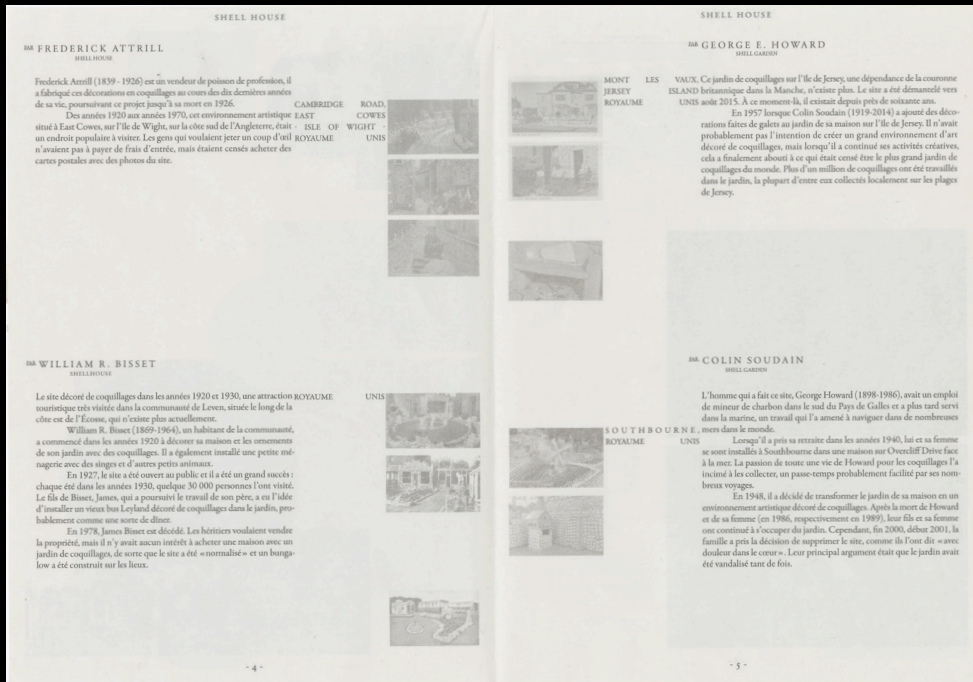 SHELL HOUSE
PAR FREDERICK ATTRILL
SHELL HOUSE
Frederick Attrill (1839 - 1926) est un vendeur de poisson de profession, il
a fabriqué ces décorations en coquillages au cours des dix dernières années
de sa vie, poursuivant ce projet jusqu'à sa mort en 1926.
Des années 1920 aux années 1970, cet environnement artistique
situé à East Cowes, sur l'île de Wight, sur la côte sud de l'Angleterre, était
un endroit populaire à visiter. Les gens qui voulaient jeter un coup d'œil
n'avaient pas à payer de frais d'entrée, mais étaient censés acheter des
cartes postales avec des photos du site.
CAMBRIDGE ROAD,
EAST COWES
- ISLE OF WIGHT -
ROYAUME UNIS
PAR WILLIAM R. BISSET
SHELLHOUSE
Le site décoré de coquillages dans les années 1920 et 1930, une attraction
touristique très visitée dans la communauté de Leven, située le long de la
côte est de l'Écosse, qui n'existe plus actuellement.
William R. Bisset (1869-1964), un habitant de la communauté,
a commencé dans les années 1920 à décorer sa maison et les ornements
de son jardin avec des coquillages. Il a également installé une petite mé-
nagerie avec des singes et d'autres petits animaux.
En 1927, le site a été ouvert au public et il a été un grand succès :
chaque été dans les années 1930, quelque 30 000 personnes l'ont visité.
Le fils de Bisset, James, qui a poursuivi le travail de son père, a eu l'idée
d'installer un vieux bus Leyland décoré de coquillages dans le jardin, pro-
bablement comme une sorte de dîner.
En 1978, James Bisset est décédé. Les héritiers voulaient vendre
la propriété, mais il n'y avait aucun intérêt à acheter une maison avec un
jardin de coquillages, de sorte que le site a été «normalisé» et un bunga-
low a été construit sur les lieux.
ROYAUME UNIS
- 4 -
SHELL HOUSE
PAR GEORGE E. HOWARD
SHELL GARDEN
MONT LES VAUX,
JERSEY ISLAND
ROYAUME UNIS
Ce jardin de coquillages sur l'île de Jersey, une dépendance de la couronne
britannique dans la Manche, n'existe plus. Le site a été démantelé vers
août 2015. À ce moment-là, il existait depuis près de soixante ans.
En 1957 lorsque Colin Soudain (1919-2014) a ajouté des déco-
rations faites de galets au jardin de sa maison sur l'île de Jersey. Il n'avait
probablement pas l'intention de créer un grand environnement d'art
décoré de coquillages, mais lorsqu'il a continué ses activités créatives,
cela a finalement abouti à ce qui était censé être le plus grand jardin de
coquillages du monde. Plus d'un million de coquillages ont été travaillés
dans le jardin, la plupart d'entre eux collectés localement sur les plages
de Jersey.
PAR COLIN SOUDAIN
SHELL GARDEN
L'homme qui a fait ce site, George Howard (1898-1986), avait un emploi
de mineur de charbon dans le sud du Pays de Galles et a plus tard servi
dans la marine, un travail qui l'a amené à naviguer dans de nombreuses
mers dans le monde.
Lorsqu'il a pris sa retraite dans les années 1940, lui et sa femme
se sont installés à Southbourne dans une maison sur Overcliff Drive face
à la mer. La passion de toute une vie de Howard pour les coquillages l'a
incimé à les collecter, un passe-temps probablement facilité par ses nom-
breux voyages.
En 1948, il a décidé de transformer le jardin de sa maison en un
environnement artistique décoré de coquillages. Après la mort de Howard
et de sa femme (en 1986, respectivement en 1989), leur fils et sa femme
ont continué à s'occuper du jardin. Cependant, fin 2000, début 2001, la
famille a pris la décision de supprimer le site, comme ils l'ont dit «avec
douleur dans le cœur». Leur principal argument était que le jardin avait
été vandalisé tant de fois.
SOUTHBOURNE,
ROYAUME UNIS
- 5 -